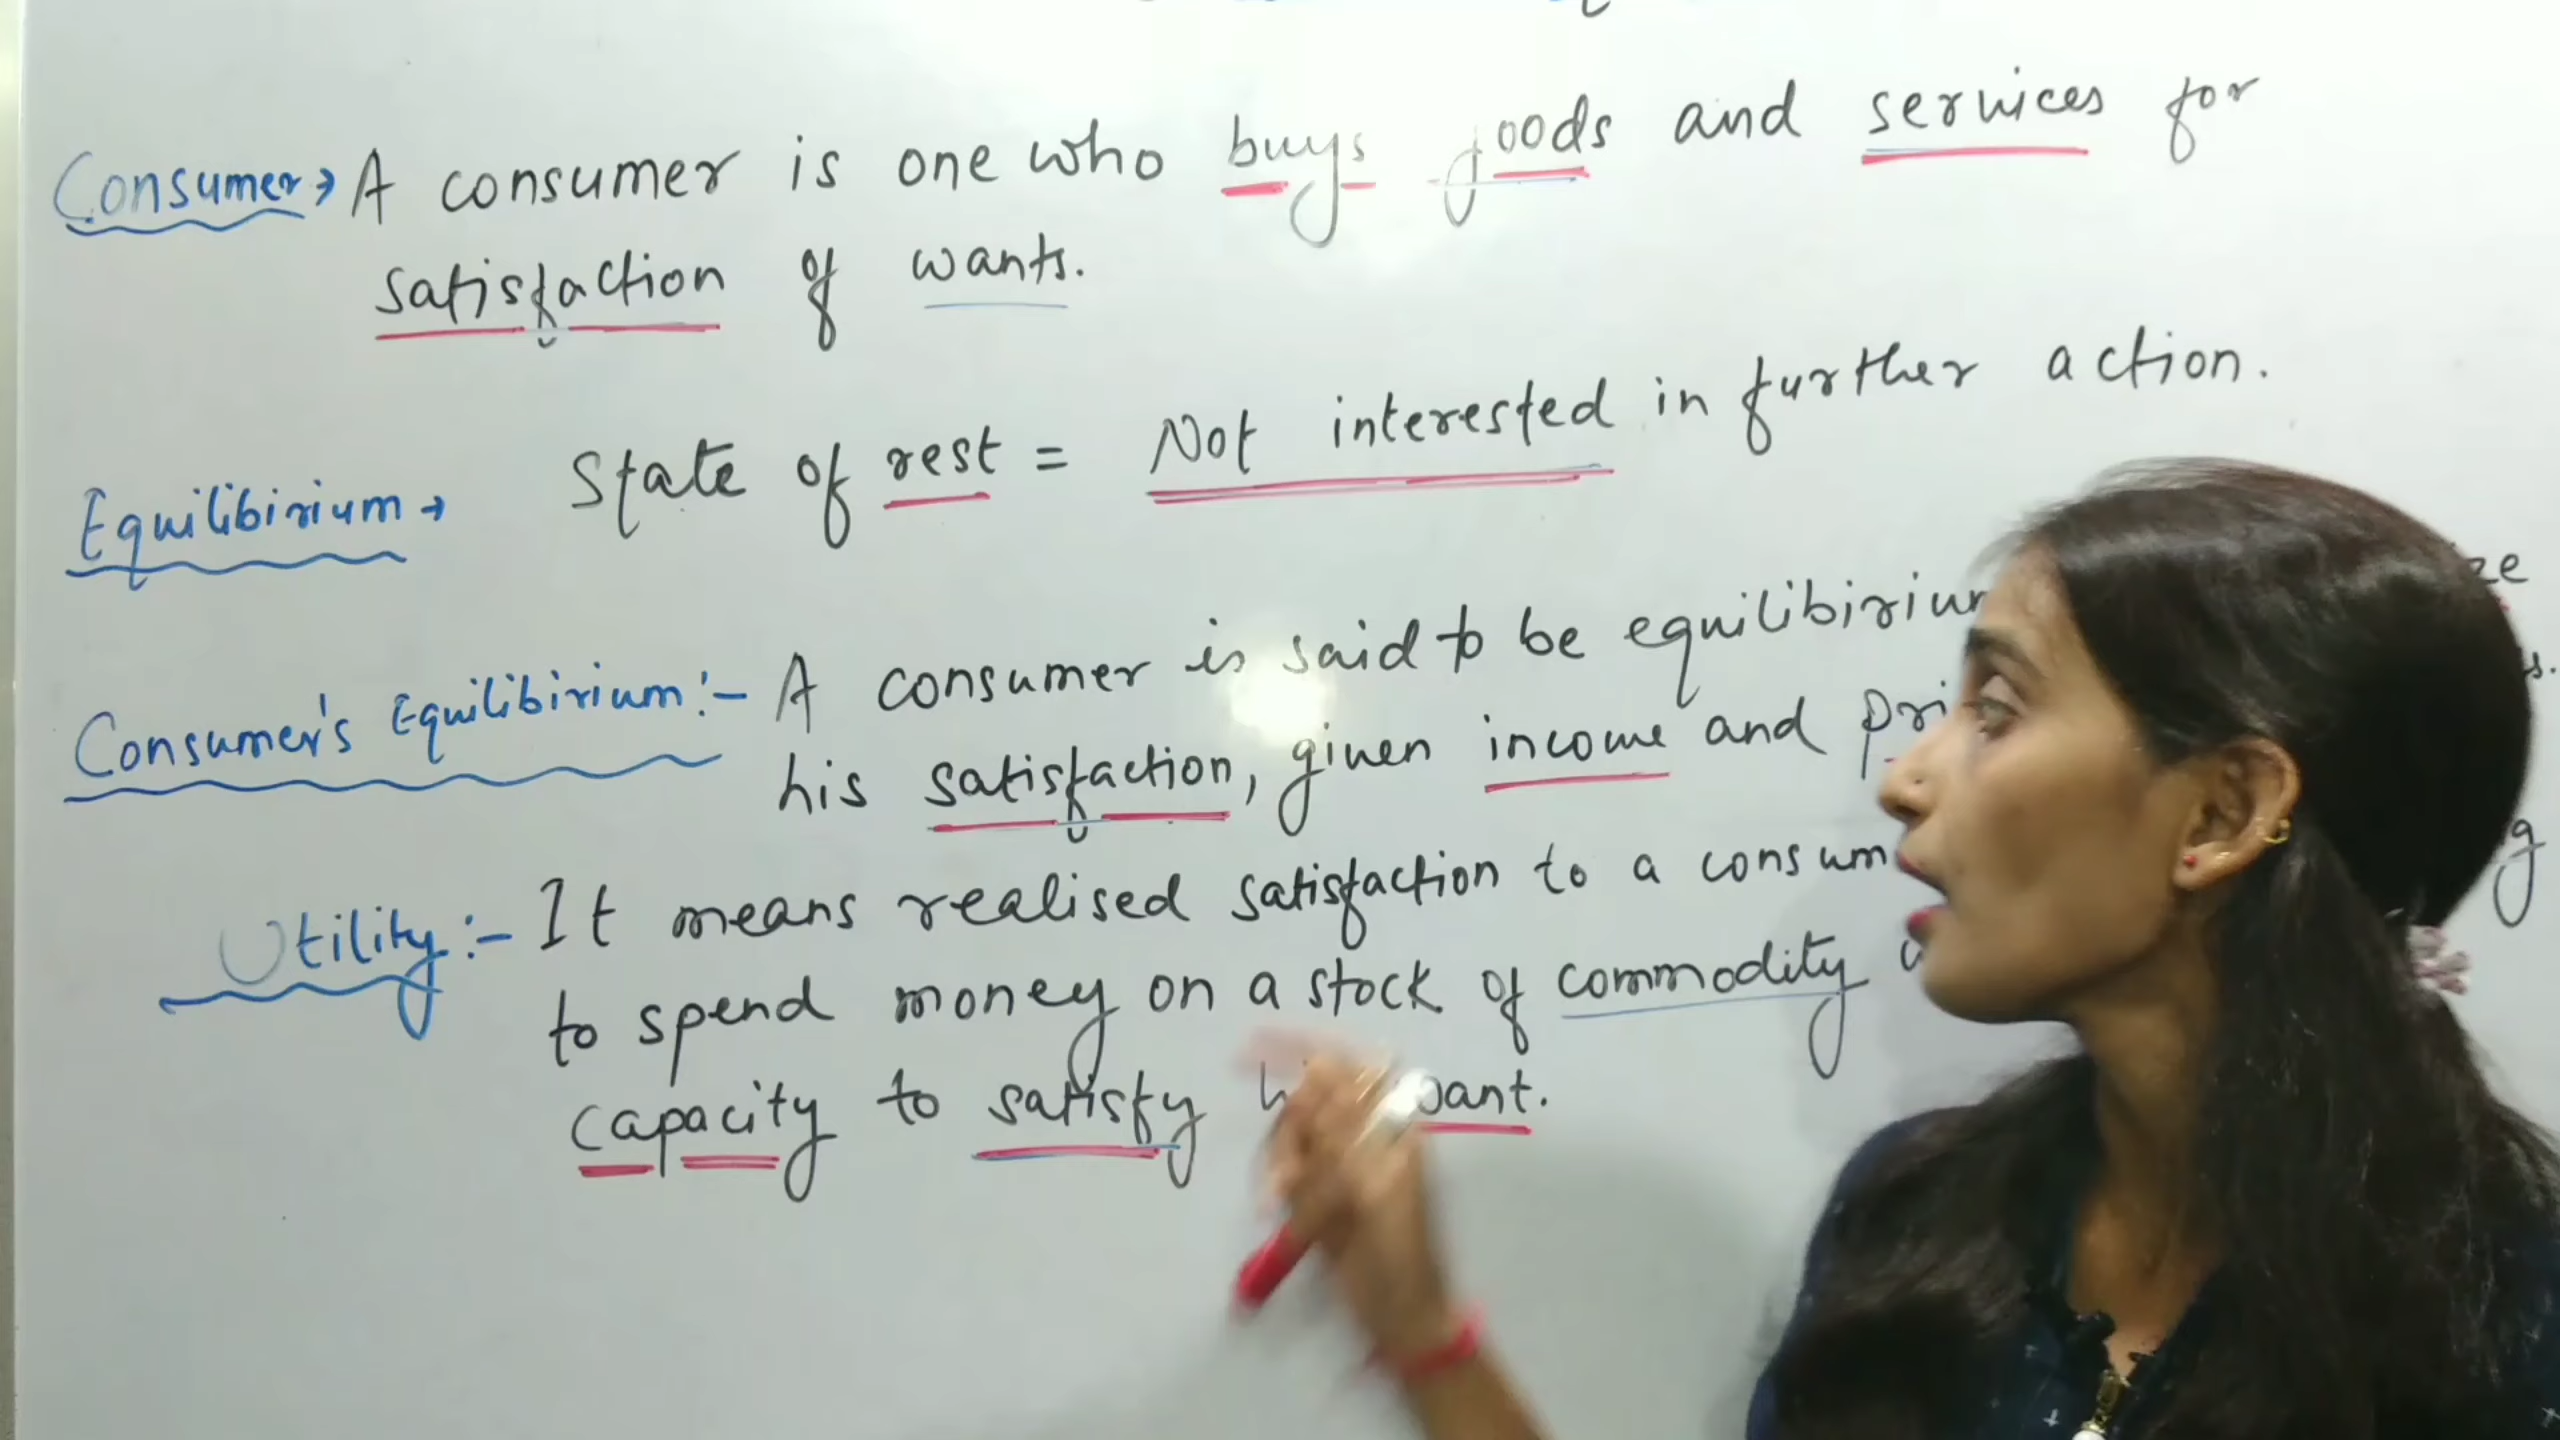 Consumer → A consumer is one who buys goods and services for
satisfaction of wants.
Equilibirium → State of rest = Not interested in further action.
Consumer's Equilibirium :- A consumer is said to be
his satisfaction, given income and
Utility :- It means realised satisfaction to a
to spend money on a stock of commodity
capacity to satisfy want.